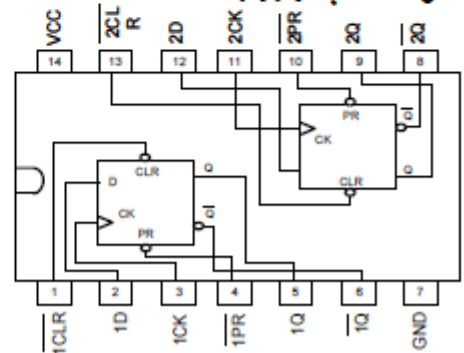 VCC
2CL
R
2D
2CK
2PR
2Q
2Q
14
13
12
11
10
9
8
PR
Q
CK
CLR
Q
CLR
D
Q
CK
Q
PR
1
2
3
4
5
6
7
1CLR
1D
1CK
1PR
1Q
1Q
GND